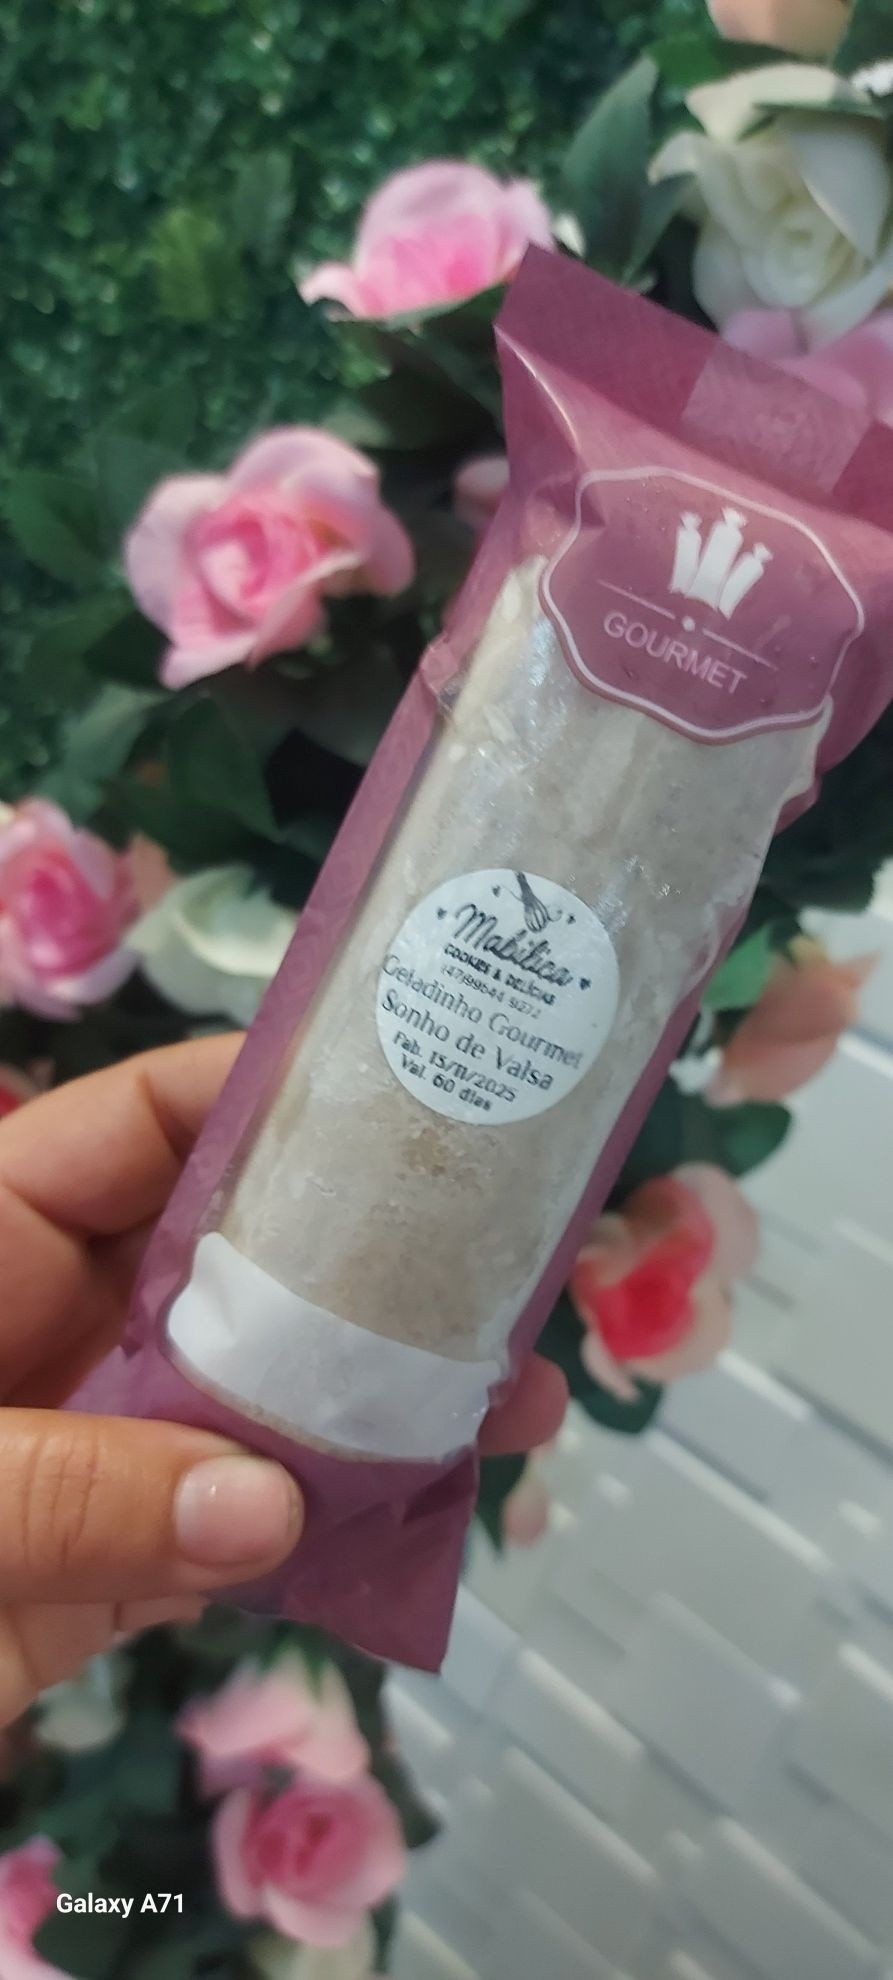 GOURMET
Mabilica
COOKIES & DELÍCIAS
Geladinho Gourmet
Sonho de Valsa
Fab. 15/11/2025
Val. 60 dias
Galaxy A71